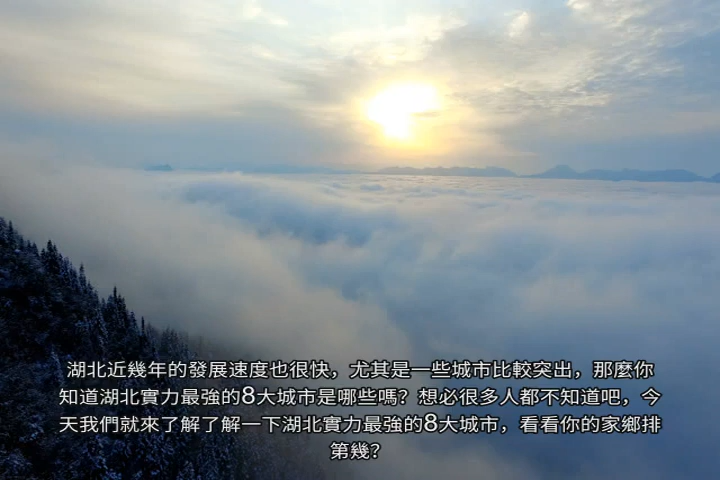 湖北近幾年的發展速度也很快，尤其是一些城市比較突出，那麼你
知道湖北實力最強的8大城市是哪些嗎？想必很多人都不知道吧，今
天我們就來了解了解一下湖北實力最強的8大城市，看看你的家鄉排
第幾？